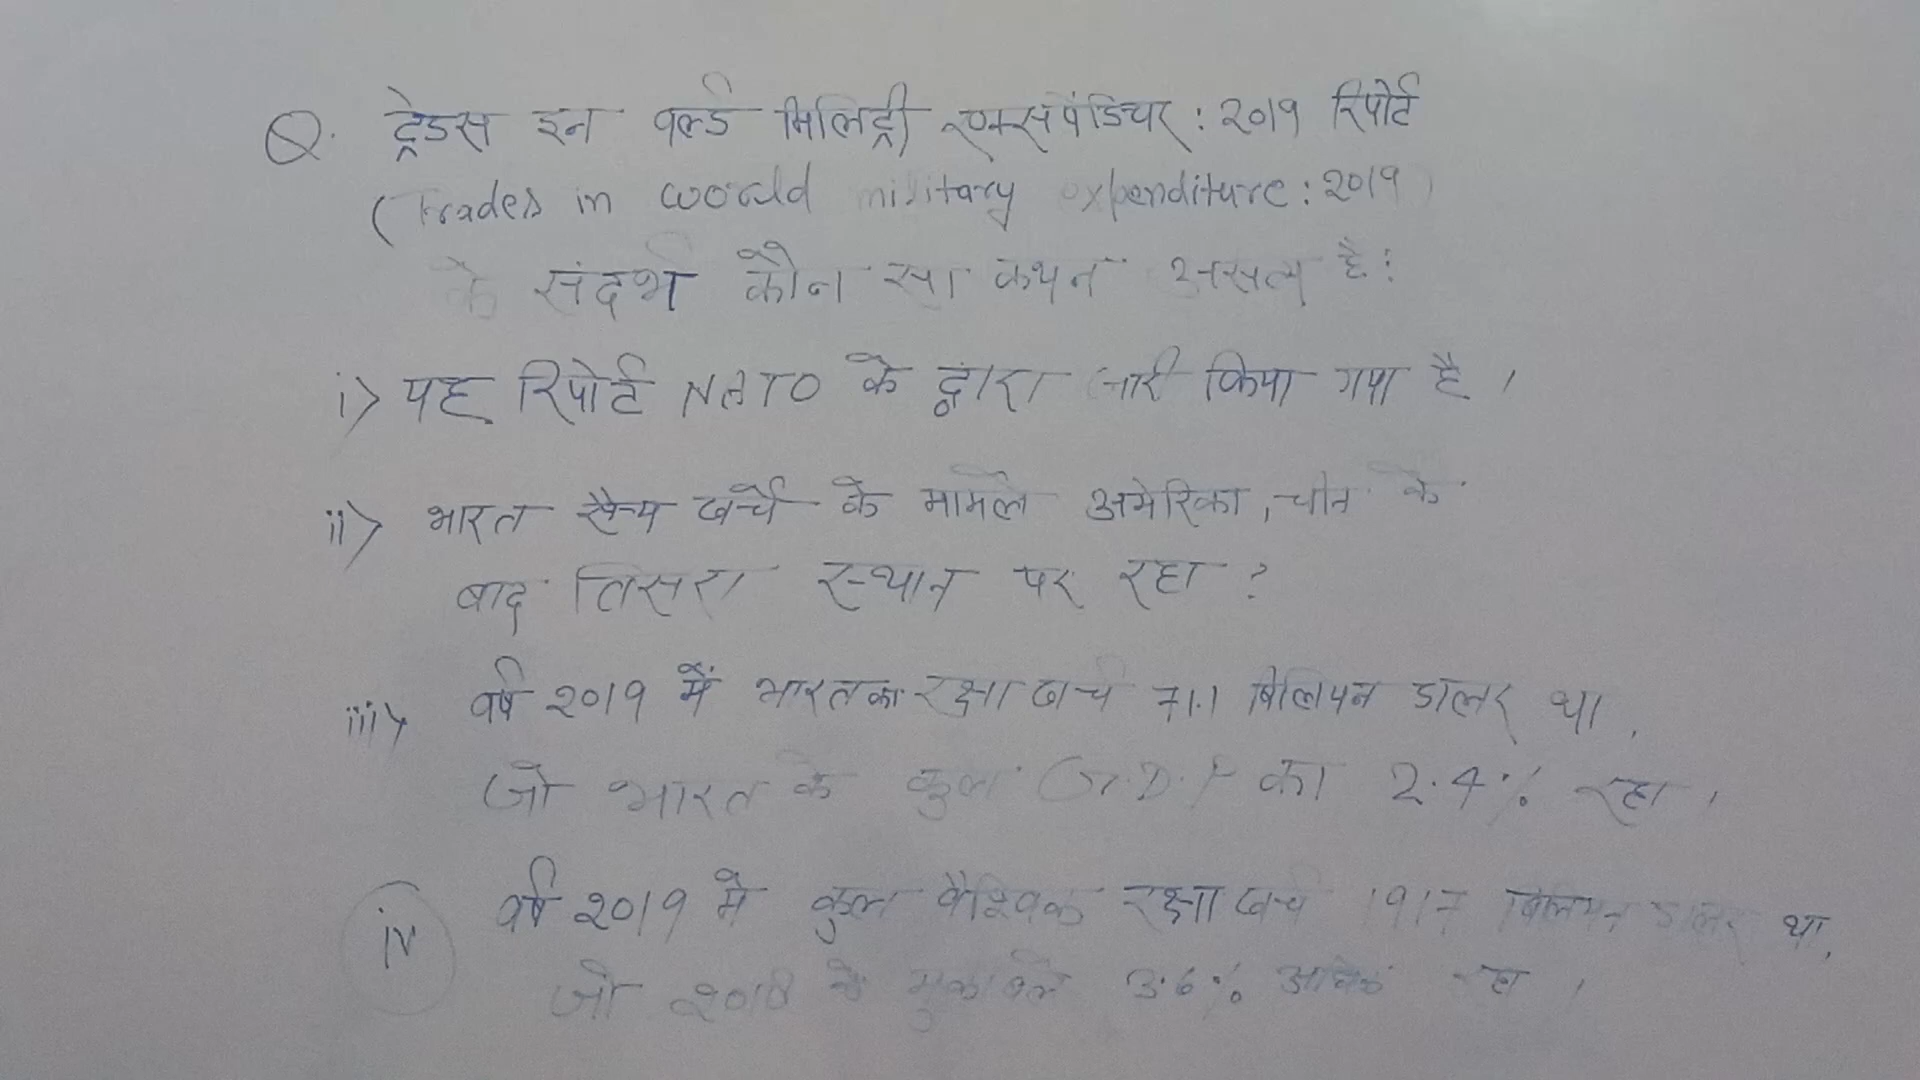 Q. ट्रेडस इन वर्ल्ड मिलिट्री एक्सपेंडिचर : 2019 रिपोर्ट
(Trades in world military expenditure : 2019)
के संदर्भ कौन सा कथन असत्य है :
i> यह रिपोर्ट NATO के द्वारा जारी किया गया है ।
ii> भारत सैन्य खर्च के मामले अमेरिका, चीन के
बाद तिसरा स्थान पर रहा ?
iii> वर्ष 2019 में भारत का रक्षा खर्च 71.1 बिलियन डालर था,
जो भारत के कुल G.D.P का 2.4% रहा ।
iv वर्ष 2019 मे कुल वैश्विक रक्षा खर्च 1917 बिलियन डालर था,
जो 2018 के मुकाबले 3.6% अधिक रहा ।